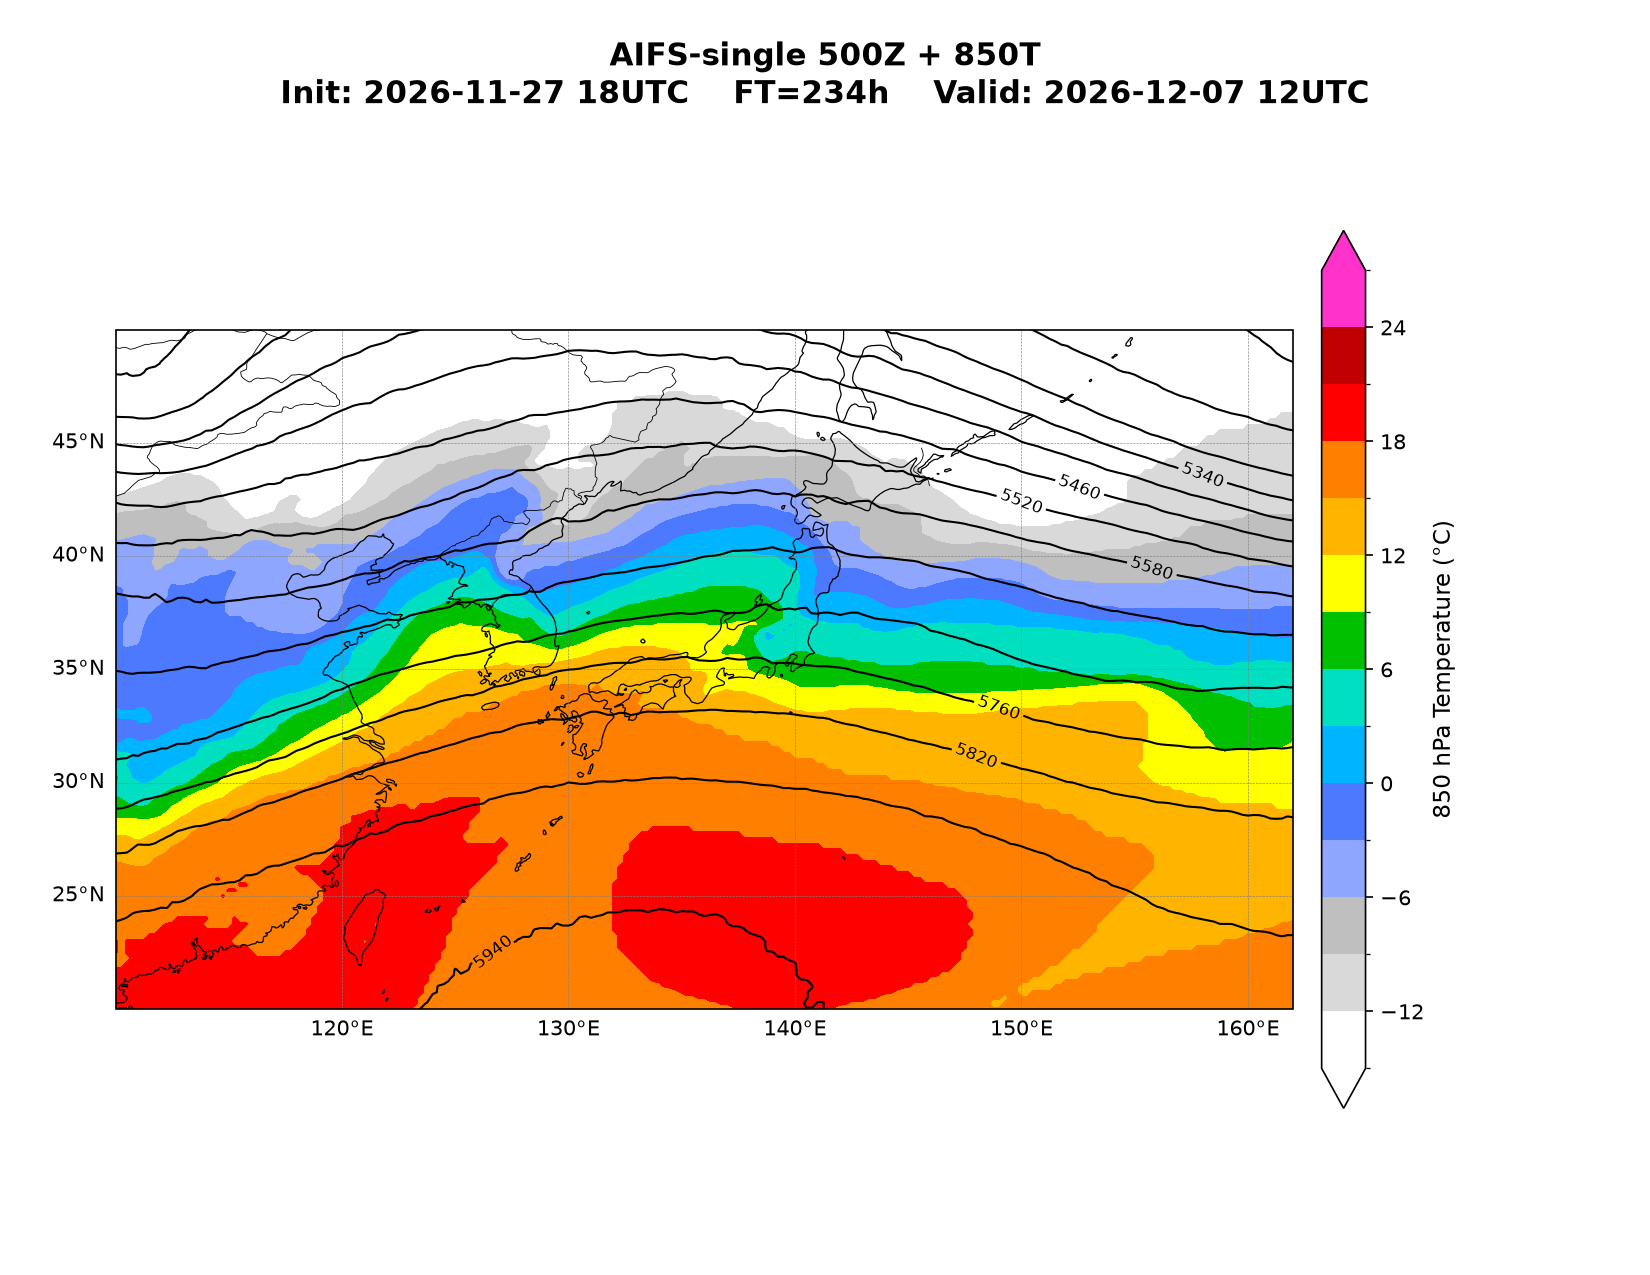 AIFS-single 500Z + 850T
Init: 2026-11-27 18UTC    FT=234h    Valid: 2026-12-07 12UTC
45°N
40°N
35°N
30°N
25°N
120°E
130°E
140°E
150°E
160°E
5340
5460
5520
5580
5760
5820
5940
24
18
12
6
0
−6
−12
850 hPa Temperature (°C)